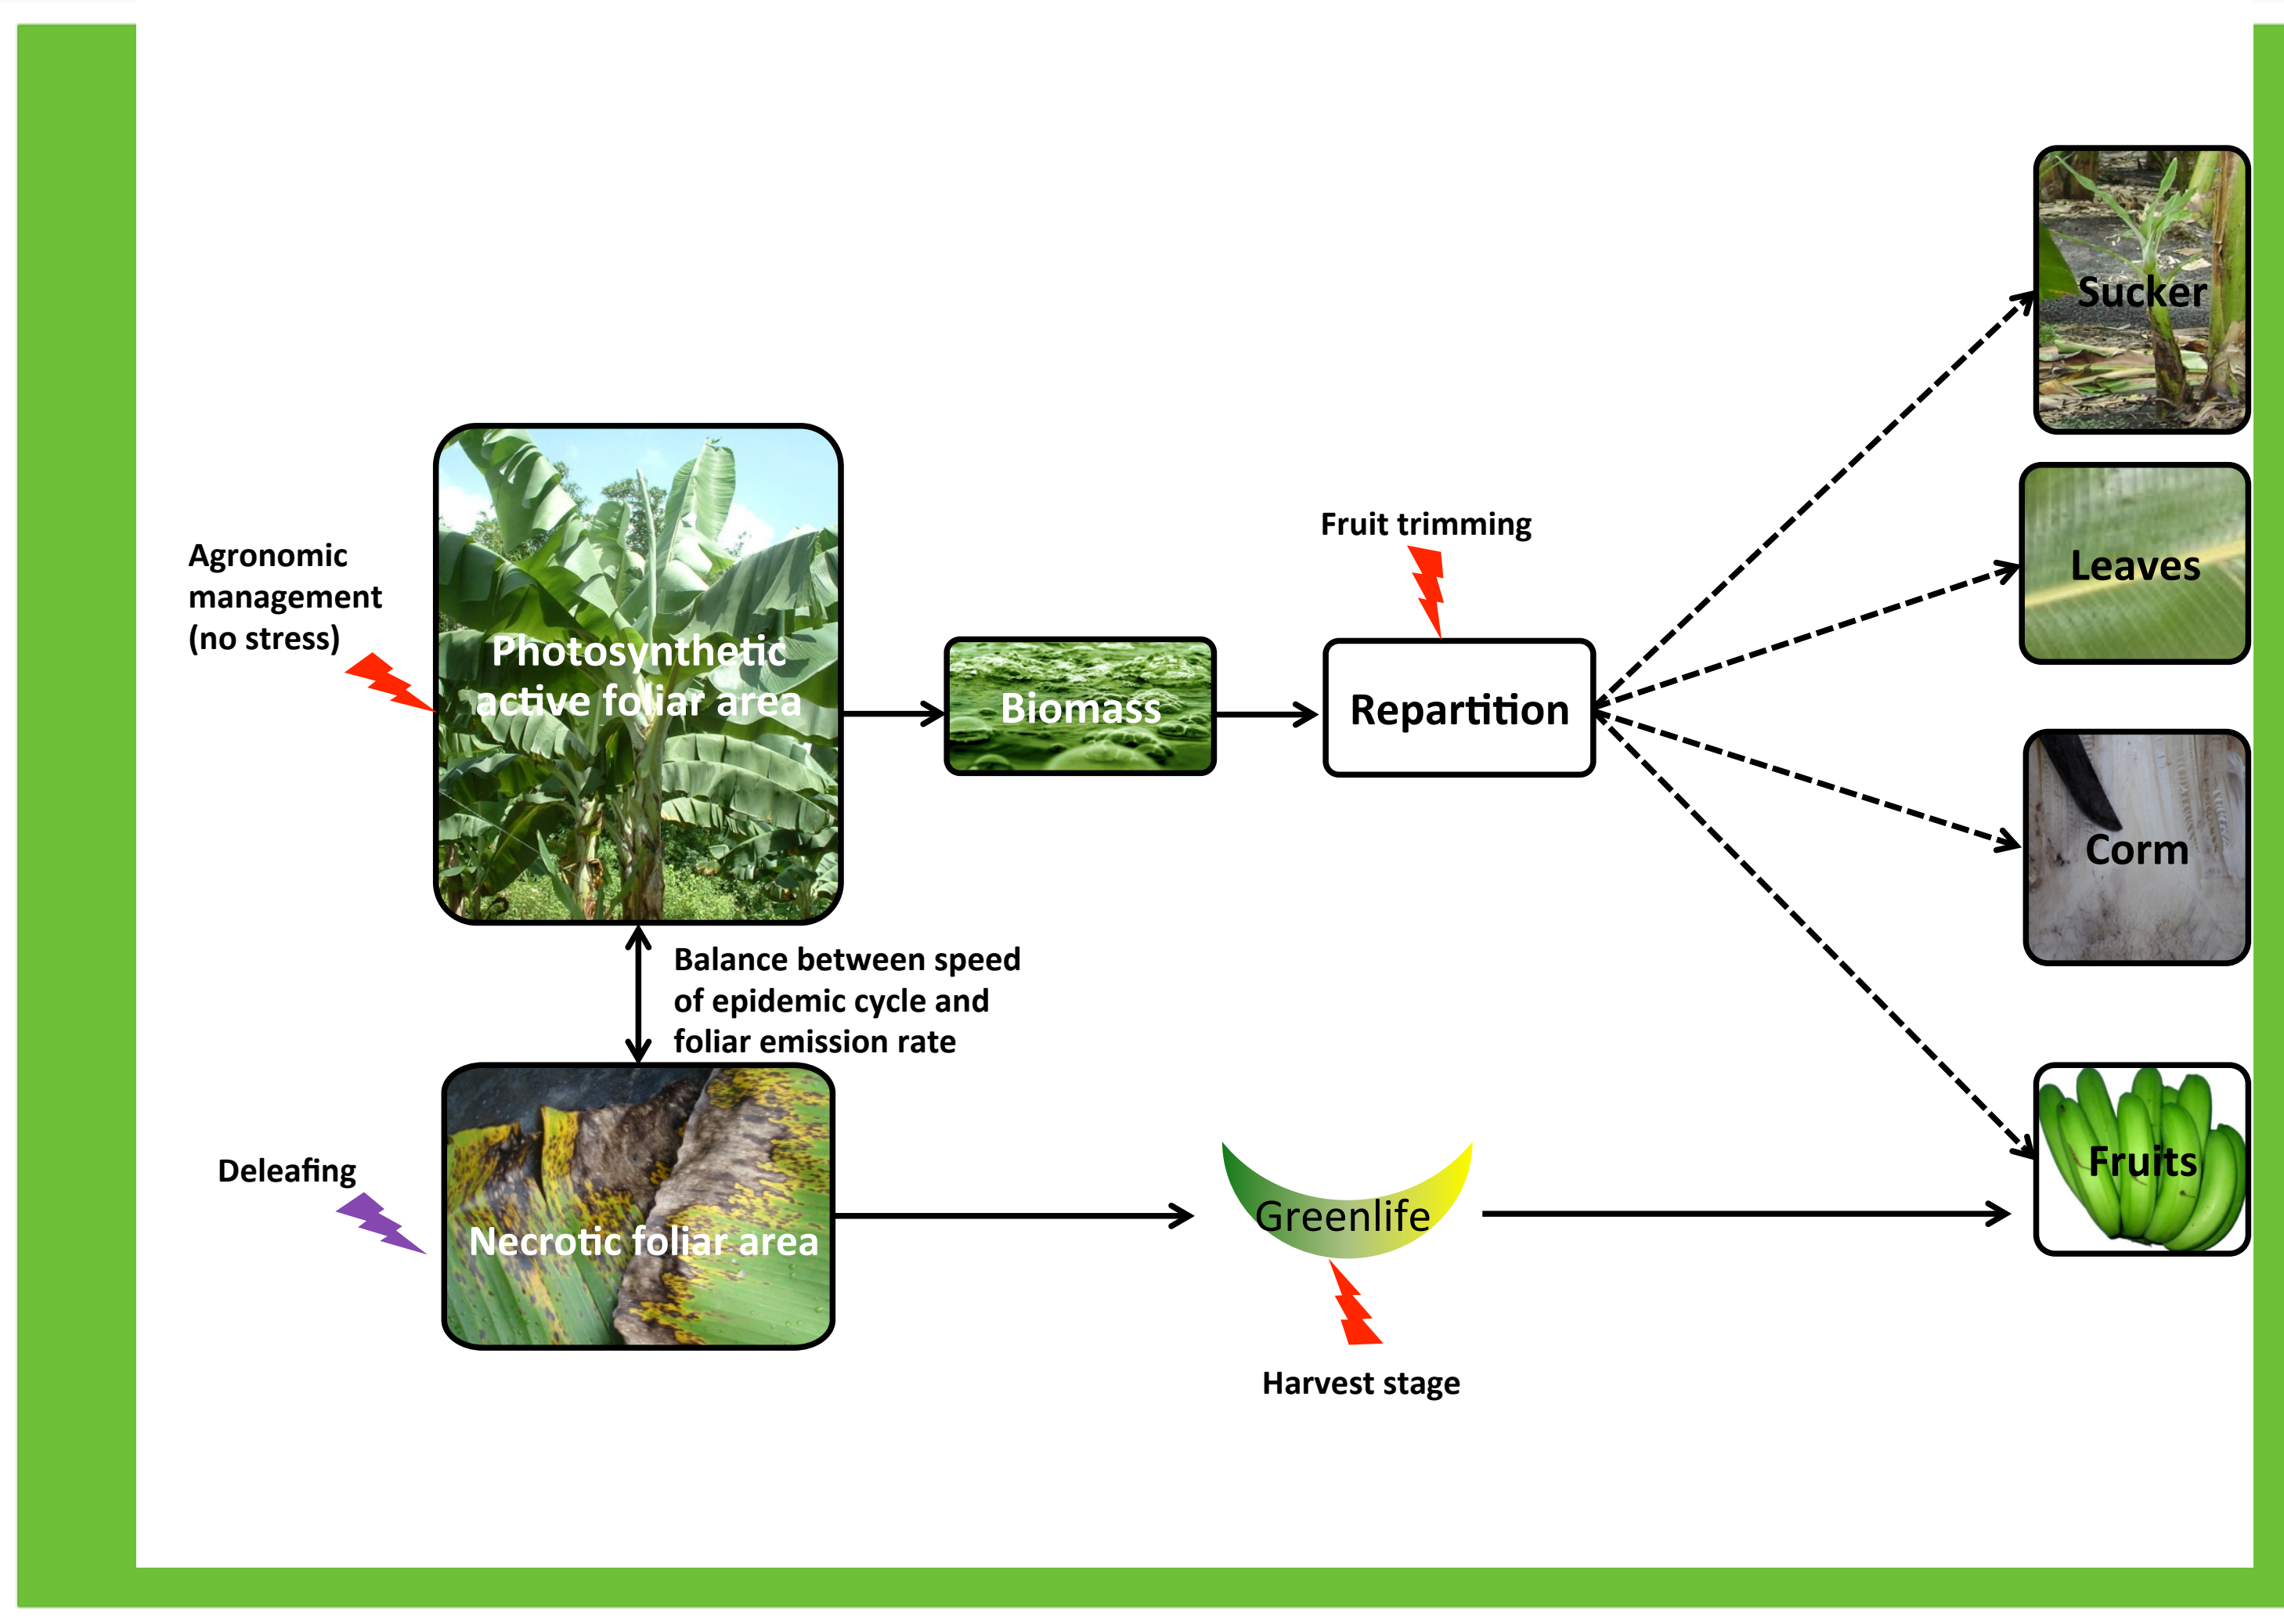 Sucker
Fruit trimming
Agronomic
management
(no stress)
Leaves
Photosynthetic
active foliar area
Biomass
Repartition
Corm
Balance between speed
of epidemic cycle and
foliar emission rate
Deleafing
Fruits
Necrotic foliar area
Greenlife
Harvest stage